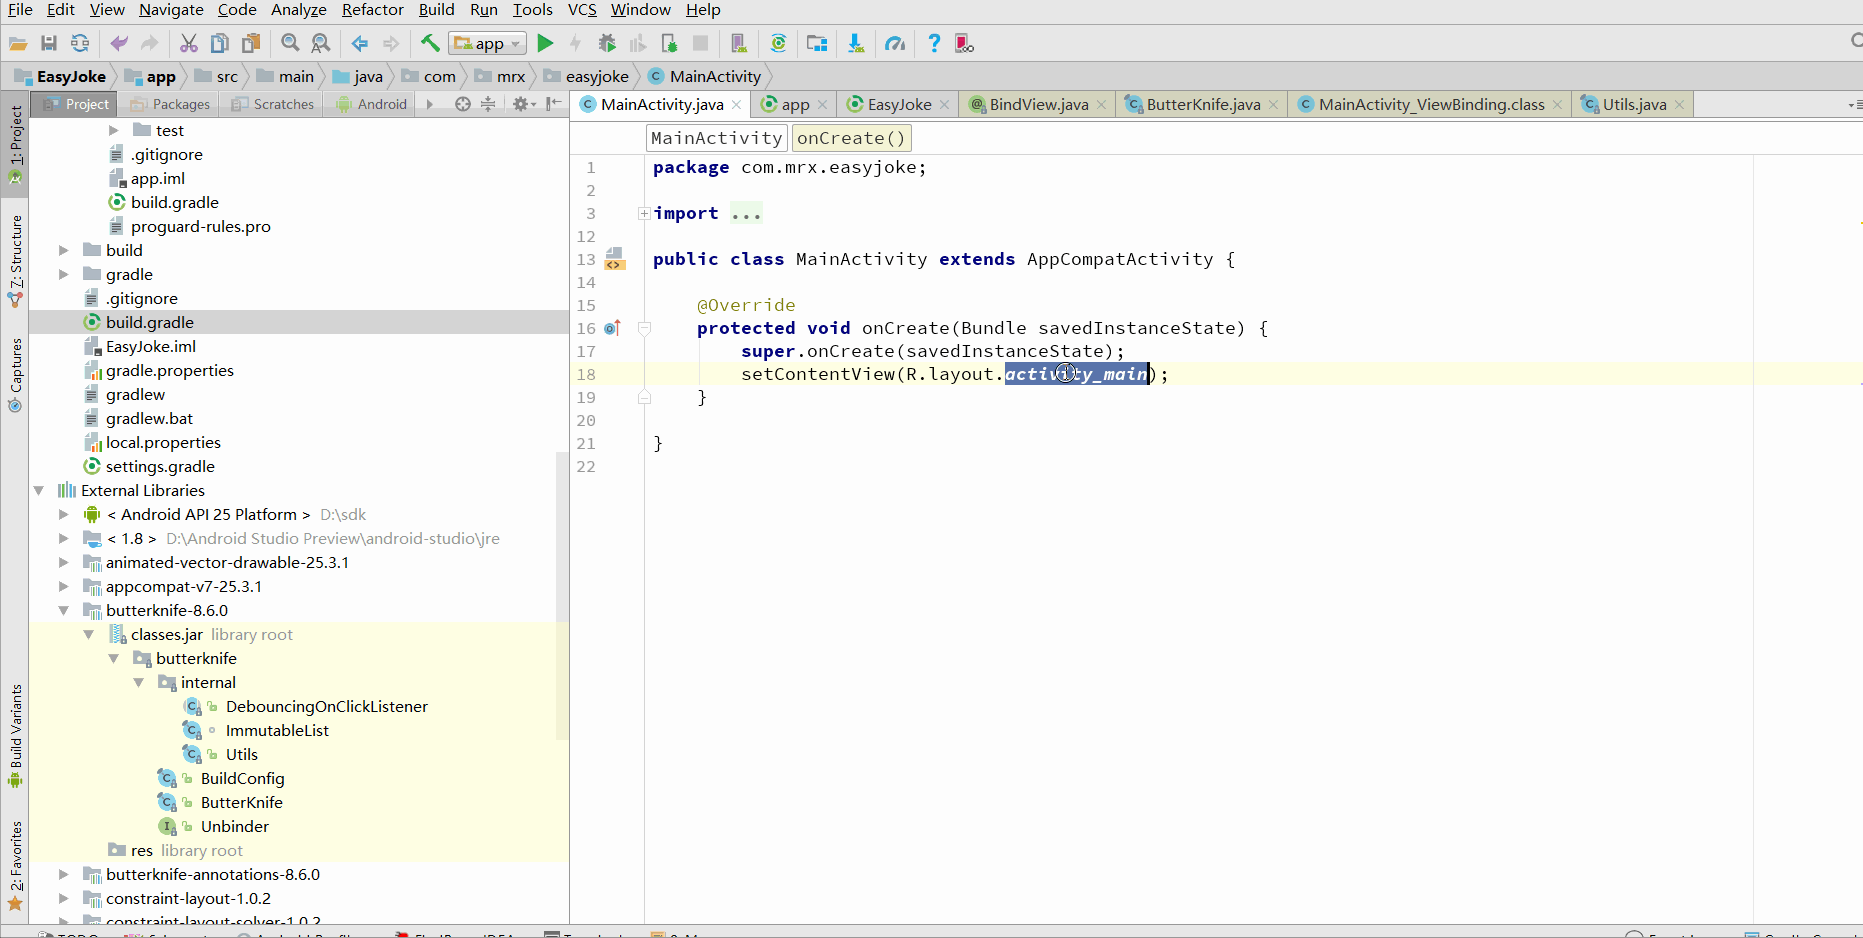 File Edit View Navigate Code Analyze Refactor Build Run Tools VCS Window Help
app
EasyJoke app src main java com mrx easyjoke MainActivity
Project Packages Scratches Android
MainActivity.java app EasyJoke BindView.java ButterKnife.java MainActivity_ViewBinding.class Utils.java
MainActivity onCreate()
1: Project
Z: Structure
Captures
Build Variants
2: Favorites
test
.gitignore
app.iml
build.gradle
proguard-rules.pro
build
gradle
.gitignore
build.gradle
EasyJoke.iml
gradle.properties
gradlew
gradlew.bat
local.properties
settings.gradle
External Libraries
< Android API 25 Platform > D:\sdk
< 1.8 > D:\Android Studio Preview\android-studio\jre
animated-vector-drawable-25.3.1
appcompat-v7-25.3.1
butterknife-8.6.0
classes.jar library root
butterknife
internal
DebouncingOnClickListener
ImmutableList
Utils
BuildConfig
ButterKnife
Unbinder
res library root
butterknife-annotations-8.6.0
constraint-layout-1.0.2
constraint-layout-solver-1.0.2
1 package com.mrx.easyjoke;
2
3 import ...
12
13 public class MainActivity extends AppCompatActivity {
14
15 @Override
16 protected void onCreate(Bundle savedInstanceState) {
17 super.onCreate(savedInstanceState);
18 setContentView(R.layout.activity_main);
19 }
20
21 }
22